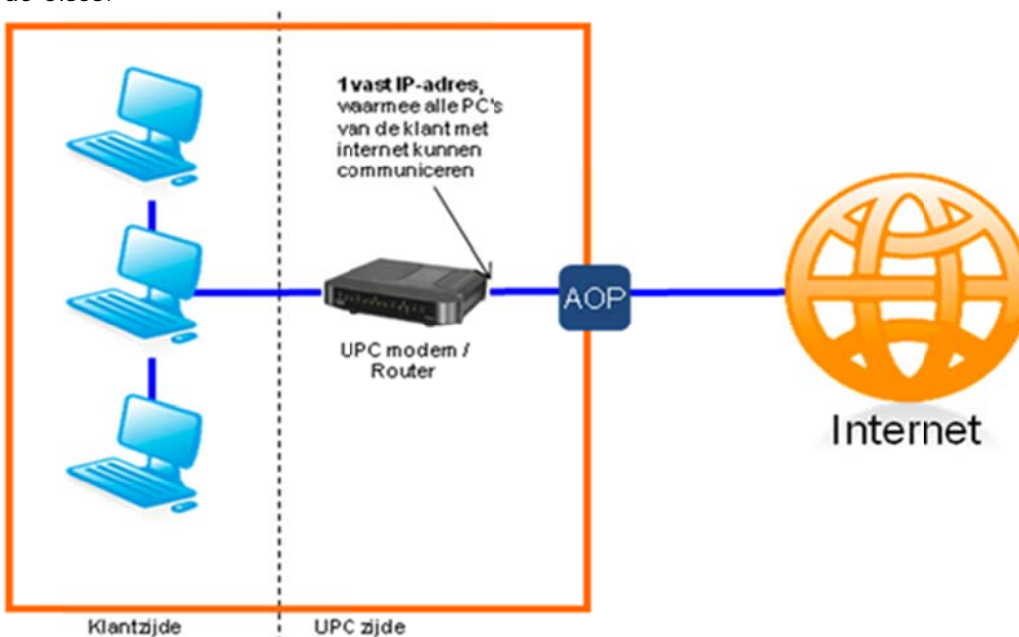 1 vast IP-adres,
waarmee alle PC's
van de klant met
internet kunnen
communiceren
AOP
UPC modem /
Router
Internet
Klantzijde
UPC zijde